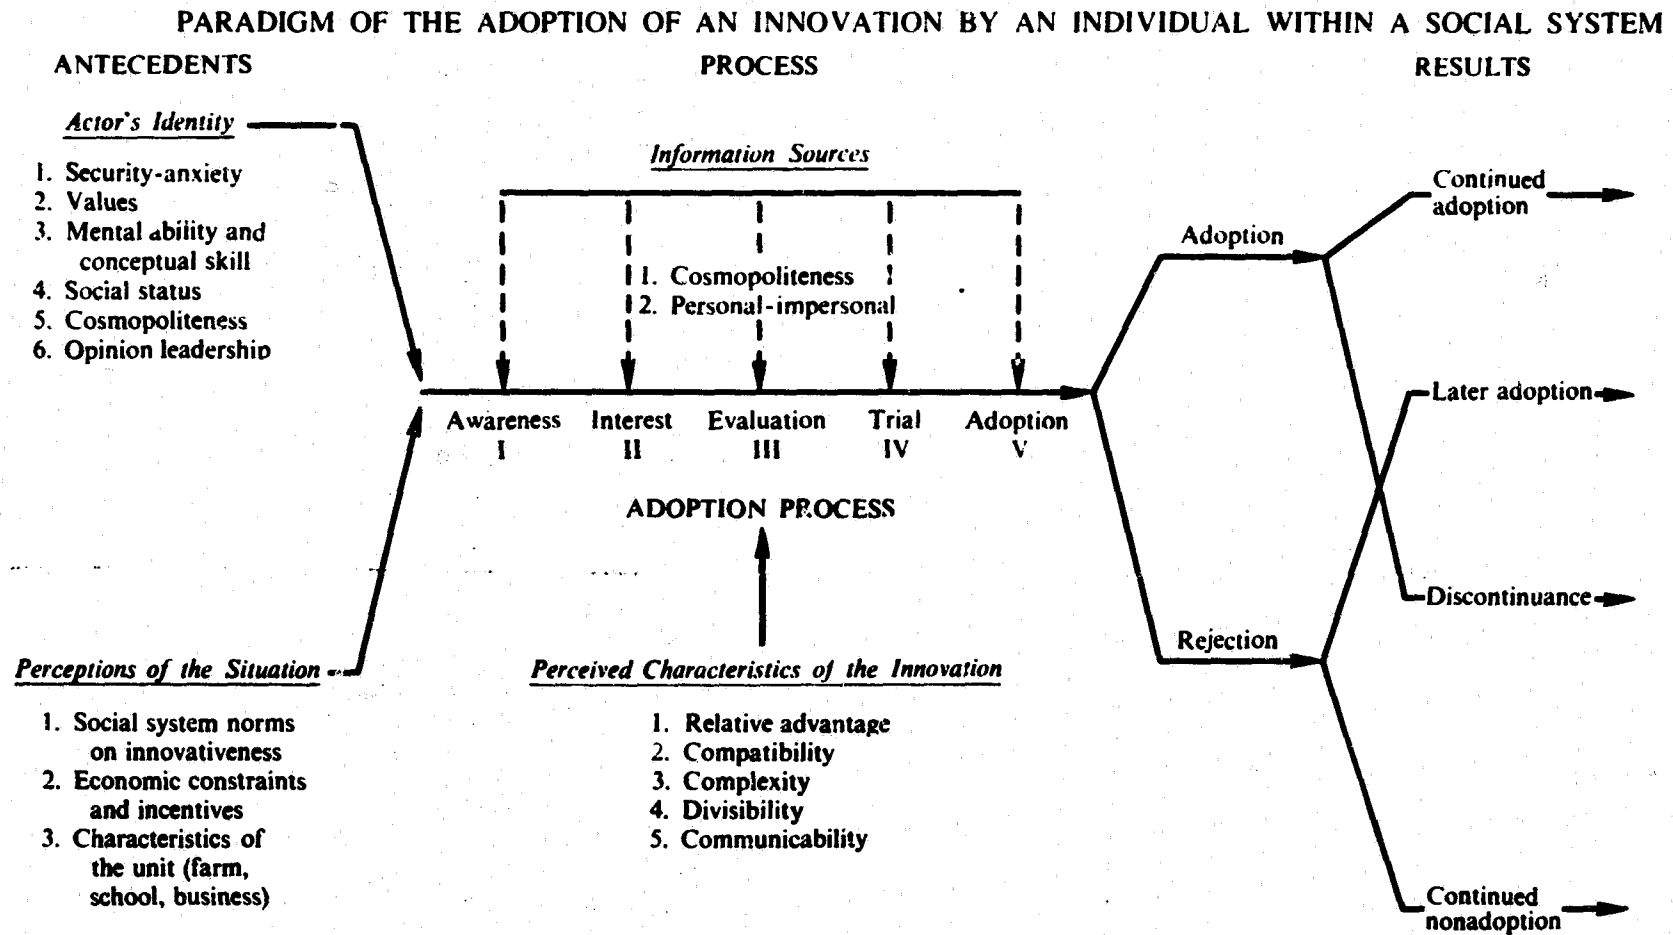 PARADIGM OF THE ADOPTION OF AN INNOVATION BY AN INDIVIDUAL WITHIN A SOCIAL SYSTEM
ANTECEDENTS
PROCESS
RESULTS
Actor's Identity
1. Security-anxiety
2. Values
3. Mental ability and
conceptual skill
4. Social status
5. Cosmopoliteness
6. Opinion leadership
Information Sources
1. Cosmopoliteness
2. Personal-impersonal
Awareness
I
Interest
II
Evaluation
III
Trial
IV
Adoption
V
ADOPTION PROCESS
Perceptions of the Situation
1. Social system norms
on innovativeness
2. Economic constraints
and incentives
3. Characteristics of
the unit (farm,
school, business)
Perceived Characteristics of the Innovation
1. Relative advantage
2. Compatibility
3. Complexity
4. Divisibility
5. Communicability
Adoption
Rejection
Continued
adoption
Later adoption
Discontinuance
Continued
nonadoption